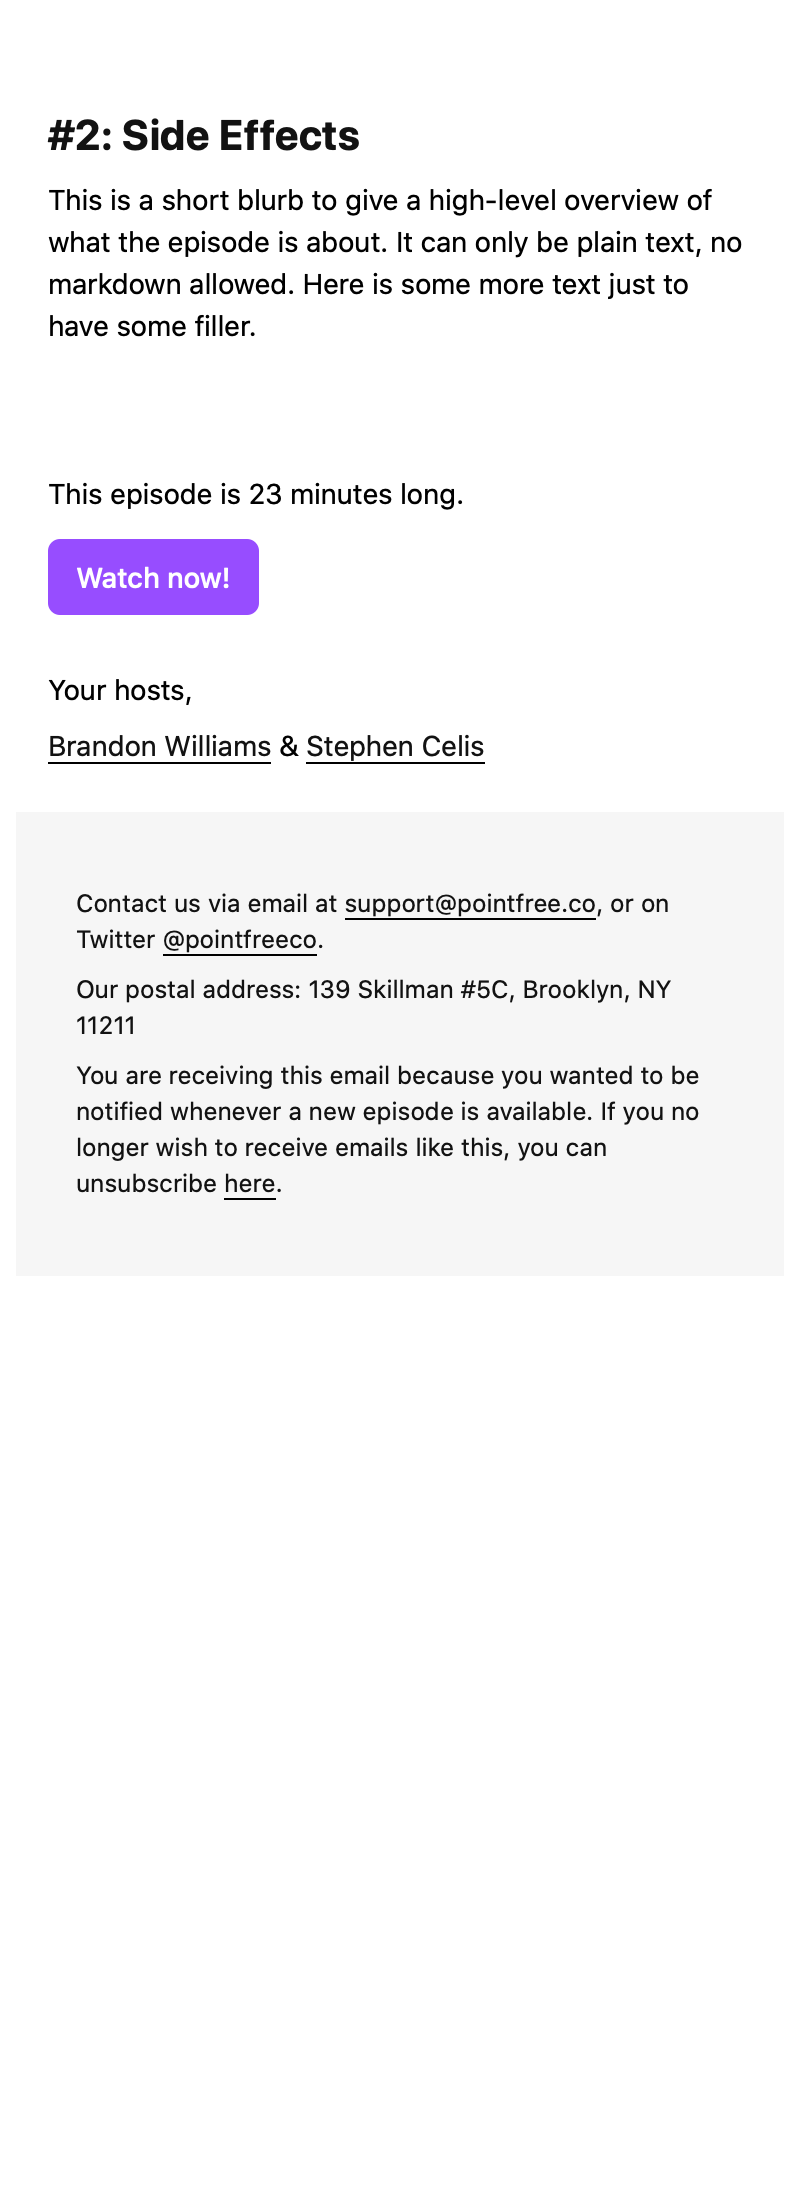 #2: Side Effects
This is a short blurb to give a high-level overview of
what the episode is about. It can only be plain text, no
markdown allowed. Here is some more text just to
have some filler.
This episode is 23 minutes long.
Watch now!
Your hosts,
Brandon Williams & Stephen Celis
Contact us via email at support@pointfree.co, or on
Twitter @pointfreeco.
Our postal address: 139 Skillman #5C, Brooklyn, NY
11211
You are receiving this email because you wanted to be
notified whenever a new episode is available. If you no
longer wish to receive emails like this, you can
unsubscribe here.